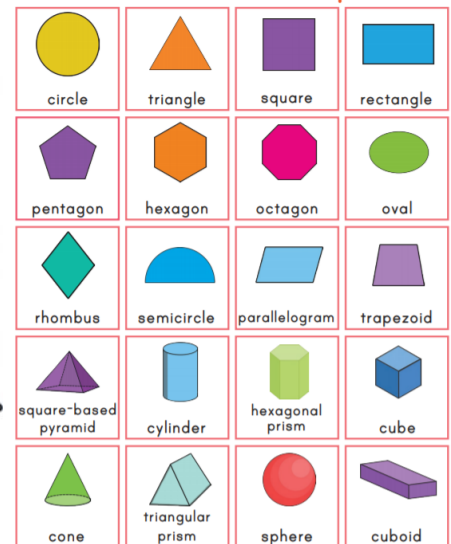 circle
triangle
square
rectangle
pentagon
hexagon
octagon
oval
rhombus
semicircle
parallelogram
trapezoid
square-based
pyramid
cylinder
hexagonal
prism
cube
cone
triangular
prism
sphere
cuboid